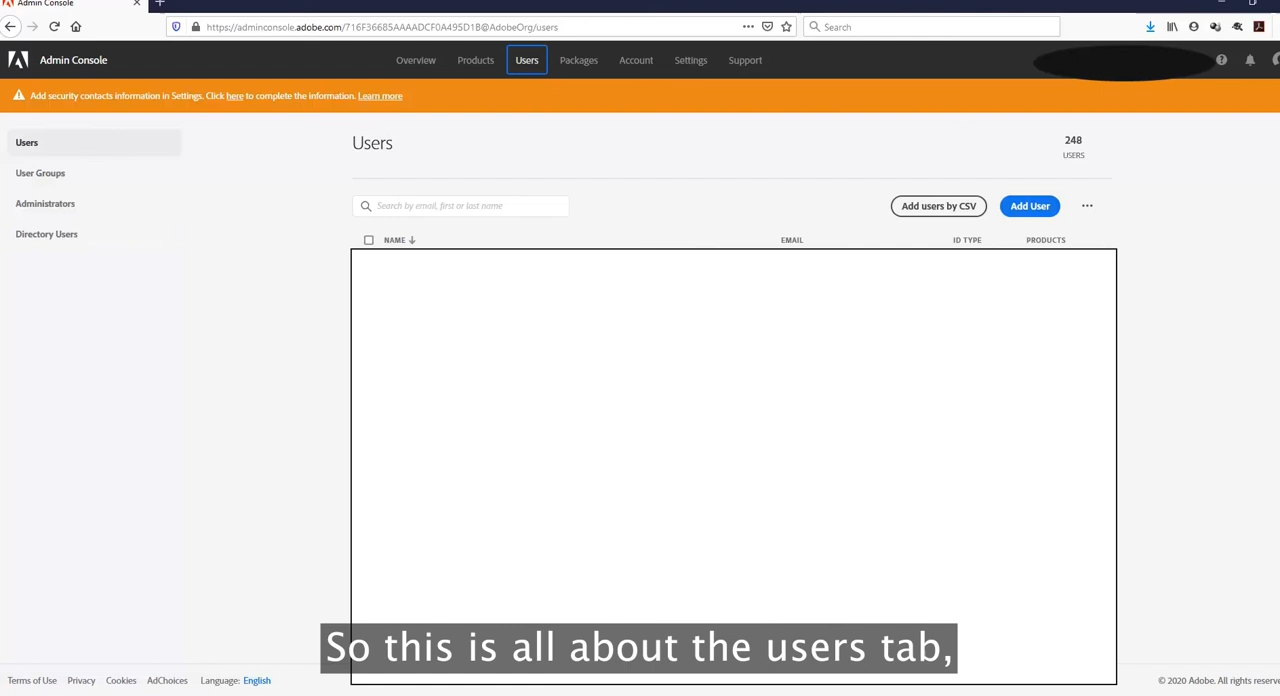 Admin Console
https://adminconsole.adobe.com/716F36685AAAADCF0A495D1B@AdobeOrg/users
Search
Admin Console
Overview Products Users Packages Account Settings Support
Add security contacts information in Settings. Click here to complete the information. Learn more
Users
User Groups
Administrators
Directory Users
Users
248
USERS
Search by email, first or last name
Add users by CSV
Add User
NAME EMAIL ID TYPE PRODUCTS
So this is all about the users tab,
Terms of Use Privacy Cookies AdChoices Language: English
© 2020 Adobe. All rights reserve